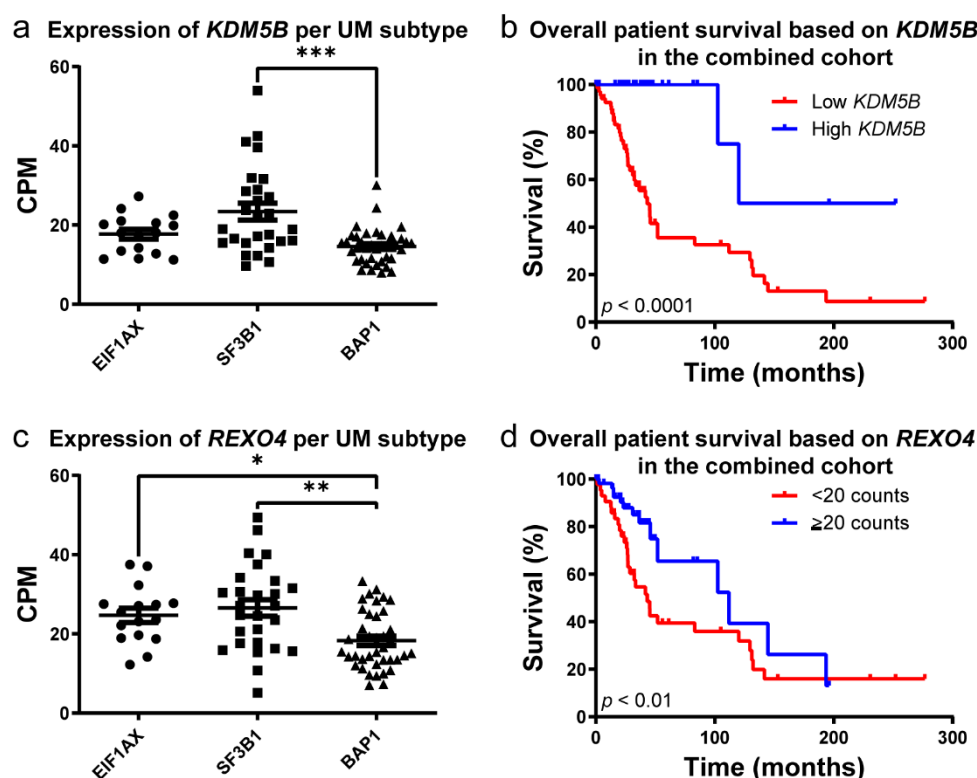 a Expression of KDM5B per UM subtype
***
60
40
20
0
CPM
EIF1AX
SF3B1
BAP1
b Overall patient survival based on KDM5B
in the combined cohort
100
80
60
40
20
0
Survival (%)
Low KDM5B
High KDM5B
p < 0.0001
0 100 200 300
Time (months)
c Expression of REXO4 per UM subtype
*
**
60
40
20
0
CPM
EIF1AX
SF3B1
BAP1
d Overall patient survival based on REXO4
in the combined cohort
100
80
60
40
20
0
Survival (%)
<20 counts
≥20 counts
p < 0.01
0 100 200 300
Time (months)